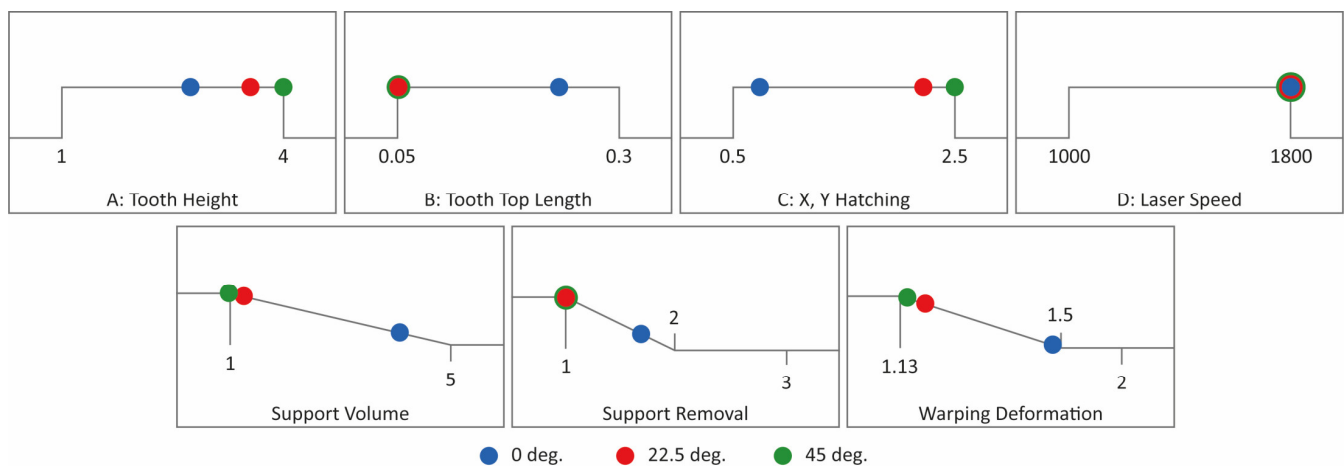 1 4
A: Tooth Height
0.05 0.3
B: Tooth Top Length
0.5 2.5
C: X, Y Hatching
1000 1800
D: Laser Speed
1 5
Support Volume
2
1 3
Support Removal
1.5
1.13 2
Warping Deformation
0 deg. 22.5 deg. 45 deg.